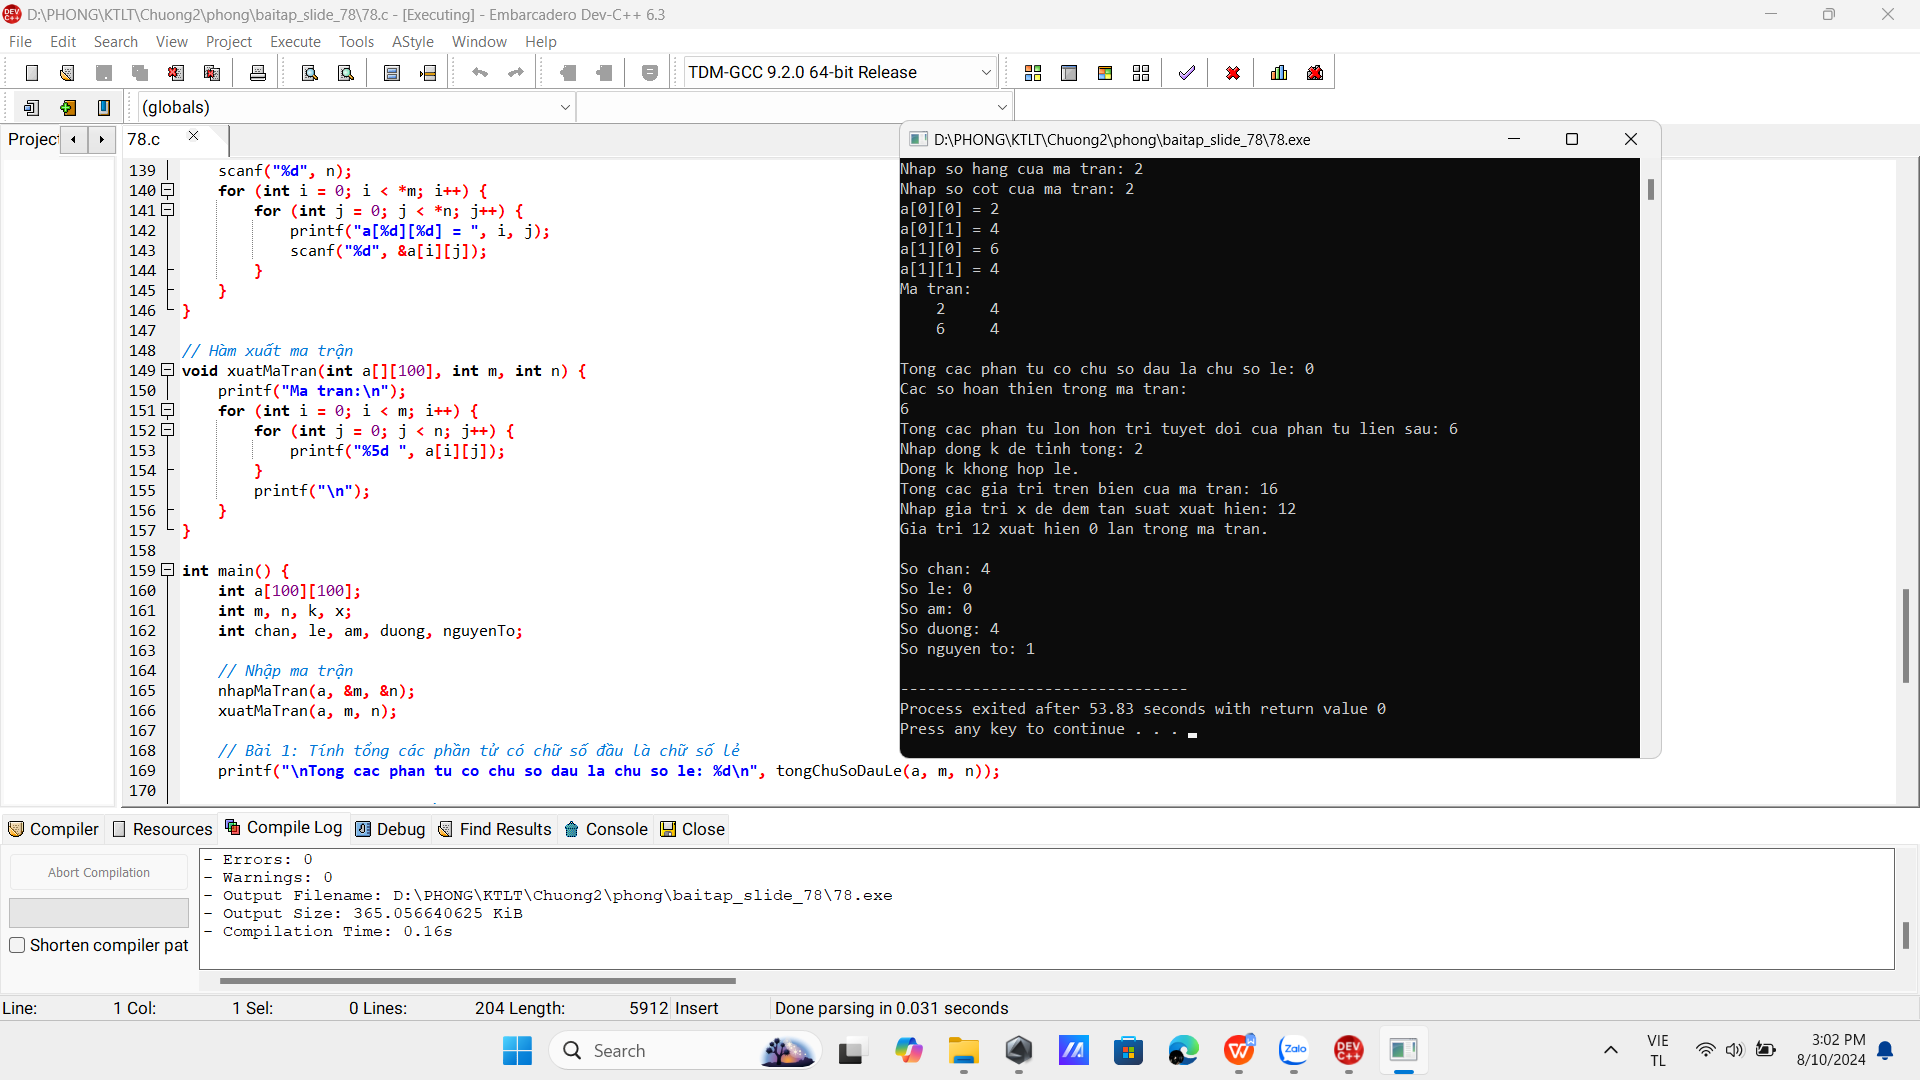 D:\PHONG\KTLT\Chuong2\phong\baitap_slide_78\78.c - [Executing] - Embarcadero Dev-C++ 6.3
File Edit Search View Project Execute Tools AStyle Window Help
TDM-GCC 9.2.0 64-bit Release
(globals)
Project
78.c
139 scanf("%d", n);
140 for (int i = 0; i < *m; i++) {
141 for (int j = 0; j < *n; j++) {
142 printf("a[%d][%d] = ", i, j);
143 scanf("%d", &a[i][j]);
144 }
145 }
146 }
147
148 // Hàm xuất ma trận
149 void xuatMaTran(int a[][100], int m, int n) {
150 printf("Ma tran:\n");
151 for (int i = 0; i < m; i++) {
152 for (int j = 0; j < n; j++) {
153 printf("%5d ", a[i][j]);
154 }
155 printf("\n");
156 }
157 }
158
159 int main() {
160 int a[100][100];
161 int m, n, k, x;
162 int chan, le, am, duong, nguyenTo;
163
164 // Nhập ma trận
165 nhapMaTran(a, &m, &n);
166 xuatMaTran(a, m, n);
167
168 // Bài 1: Tính tổng các phần tử có chữ số đầu là chữ số lẻ
169 printf("\nTong cac phan tu co chu so dau la chu so le: %d\n", tongChuSoDauLe(a, m, n));
170
D:\PHONG\KTLT\Chuong2\phong\baitap_slide_78\78.exe
Nhap so hang cua ma tran: 2
Nhap so cot cua ma tran: 2
a[0][0] = 2
a[0][1] = 4
a[1][0] = 6
a[1][1] = 4
Ma tran:
2 4
6 4
Tong cac phan tu co chu so dau la chu so le: 0
Cac so hoan thien trong ma tran:
6
Tong cac phan tu lon hon tri tuyet doi cua phan tu lien sau: 6
Nhap dong k de tinh tong: 2
Dong k khong hop le.
Tong cac gia tri tren bien cua ma tran: 16
Nhap gia tri x de dem tan suat xuat hien: 12
Gia tri 12 xuat hien 0 lan trong ma tran.
So chan: 4
So le: 0
So am: 0
So duong: 4
So nguyen to: 1
--------------------------------
Process exited after 53.83 seconds with return value 0
Press any key to continue . . .
Compiler Resources Compile Log Debug Find Results Console Close
Abort Compilation
Shorten compiler pat
- Errors: 0
- Warnings: 0
- Output Filename: D:\PHONG\KTLT\Chuong2\phong\baitap_slide_78\78.exe
- Output Size: 365.056640625 KiB
- Compilation Time: 0.16s
Line: 1 Col: 1 Sel: 0 Lines: 204 Length: 5912 Insert Done parsing in 0.031 seconds
Search
Zalo
DEV C++
VIE
TL
3:02 PM
8/10/2024